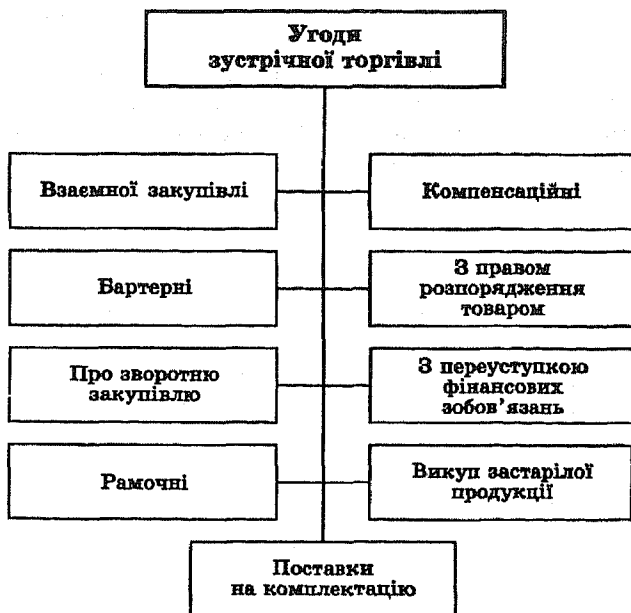 Угоди
зустрічної торгівлі
Взаємної закупівлі
Компенсаційні
Бартерні
З правом
розпорядження
товаром
Про зворотню
закупівлю
З переуступкою
фінансових
зобов’язань
Рамочні
Викуп застарілої
продукції
Поставки
на комплектацію